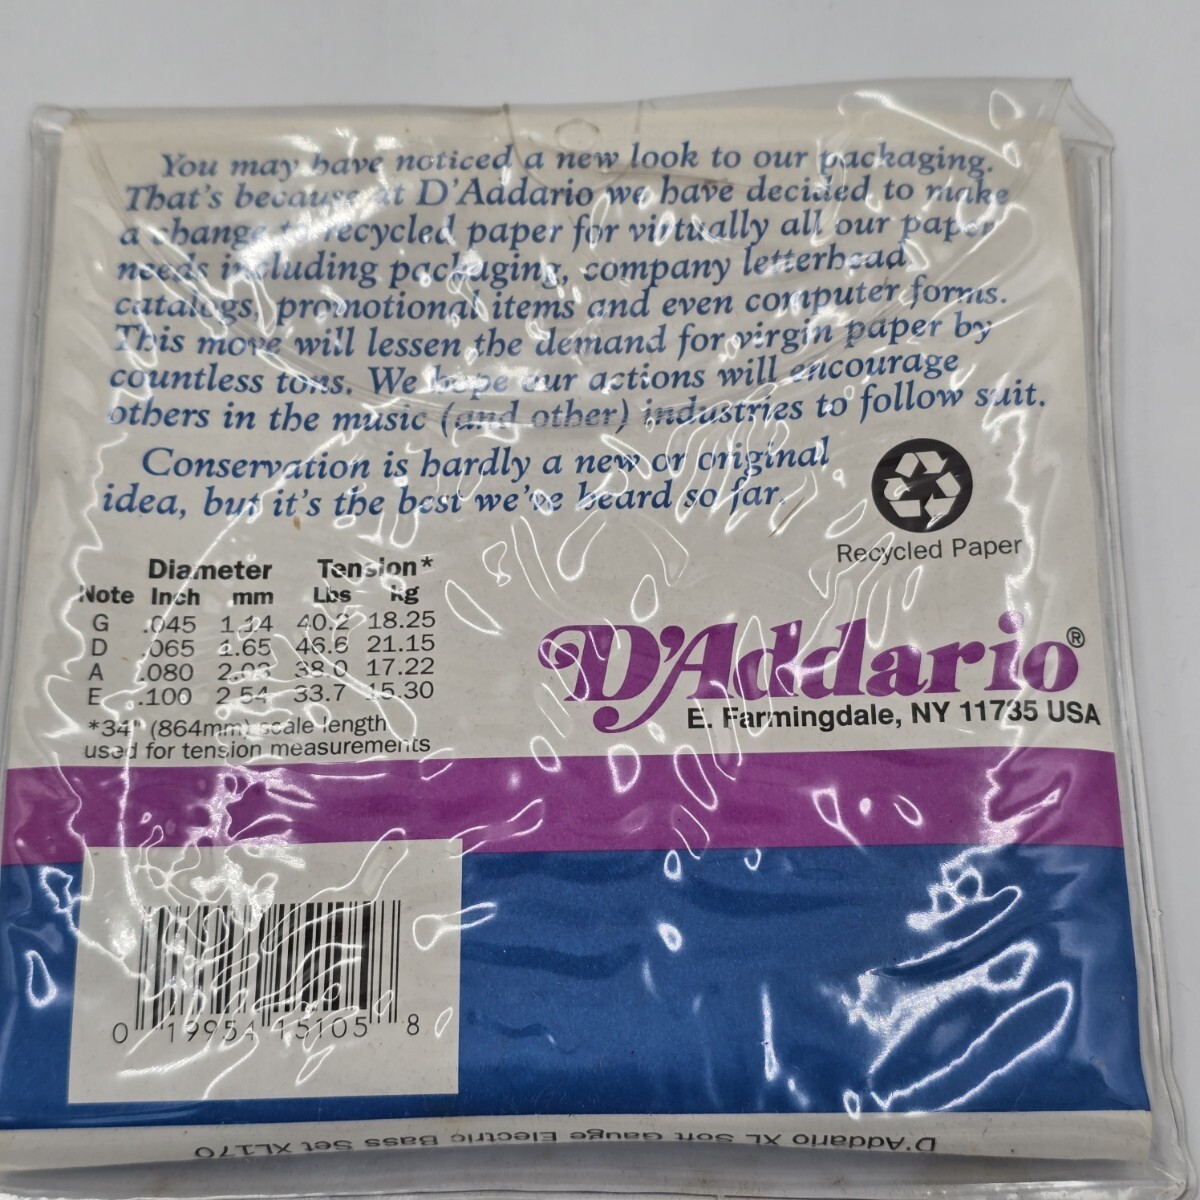 You may have noticed a new look to our packaging.
That's because at D'Addario we have decided to make
a change to recycled paper for virtually all our paper
needs including packaging, company letterhead,
catalogs, promotional items and even computer forms.
This move will lessen the demand for virgin paper by
countless tons. We hope our actions will encourage
others in the music (and other) industries to follow suit.
Conservation is hardly a new or original
idea, but it's the best we've heard so far.
Recycled Paper
Diameter Tension*
Note Inch mm Lbs kg
G .045 1.14 40.2 18.25
D .065 1.65 46.6 21.15
A .080 2.03 38.0 17.22
E .100 2.54 33.7 15.30
*34" (864mm) scale length
used for tension measurements
D'Addario®
E. Farmingdale, NY 11735 USA
0 19954 15105 8
D'Addario XL Soft Gauge Electric Bass Set XL170